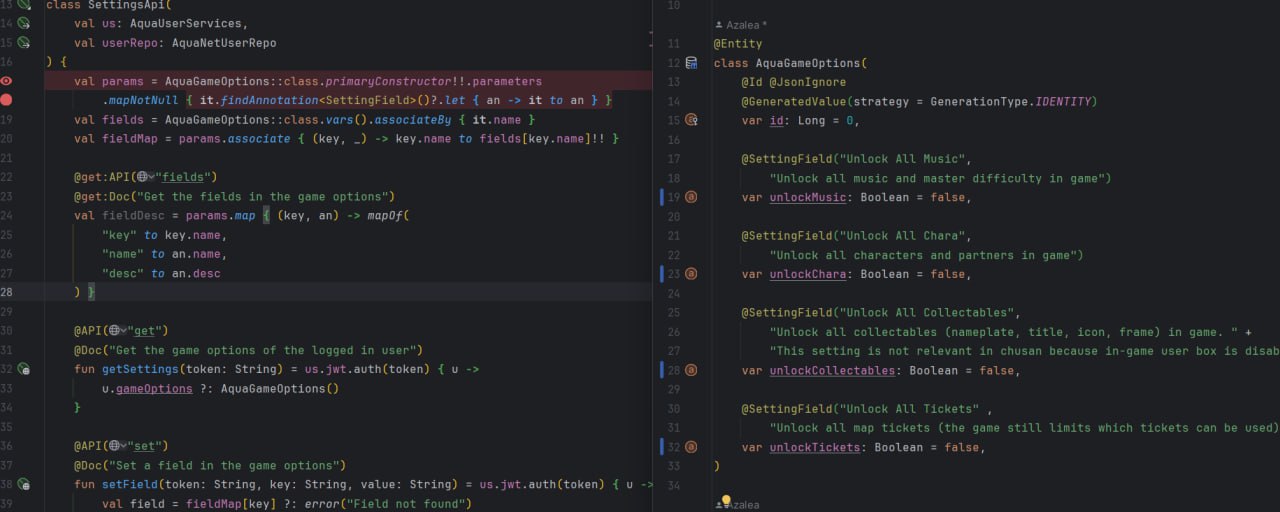 13 class SettingsApi(
14 val us: AquaUserServices,
15 val userRepo: AquaNetUserRepo
16 ) {
val params = AquaGameOptions::class.primaryConstructor!!.parameters
.mapNotNull { it.findAnnotation<SettingField>()?.let { an -> it to an } }
19 val fields = AquaGameOptions::class.vars().associateBy { it.name }
20 val fieldMap = params.associate { (key, _) -> key.name to fields[key.name]!! }
21
22 @get:API("fields")
23 @get:Doc("Get the fields in the game options")
24 val fieldDesc = params.map { (key, an) -> mapOf(
25 "key" to key.name,
26 "name" to an.name,
27 "desc" to an.desc
28 ) }
29
30 @API("get")
31 @Doc("Get the game options of the logged in user")
32 fun getSettings(token: String) = us.jwt.auth(token) { u ->
33 u.gameOptions ?: AquaGameOptions()
34 }
35
36 @API("set")
37 @Doc("Set a field in the game options")
38 fun setField(token: String, key: String, value: String) = us.jwt.auth(token) { u ->
39 val field = fieldMap[key] ?: error("Field not found")
10
Azalea *
11 @Entity
12 class AquaGameOptions(
13 @Id @JsonIgnore
14 @GeneratedValue(strategy = GenerationType.IDENTITY)
15 var id: Long = 0,
16
17 @SettingField("Unlock All Music",
18 "Unlock all music and master difficulty in game")
19 var unlockMusic: Boolean = false,
20
21 @SettingField("Unlock All Chara",
22 "Unlock all characters and partners in game")
23 var unlockChara: Boolean = false,
24
25 @SettingField("Unlock All Collectables",
26 "Unlock all collectables (nameplate, title, icon, frame) in game. " +
27 "This setting is not relevant in chusan because in-game user box is disab
28 var unlockCollectables: Boolean = false,
29
30 @SettingField("Unlock All Tickets" ,
31 "Unlock all map tickets (the game still limits which tickets can be used)
32 var unlockTickets: Boolean = false,
33 )
34
Azalea